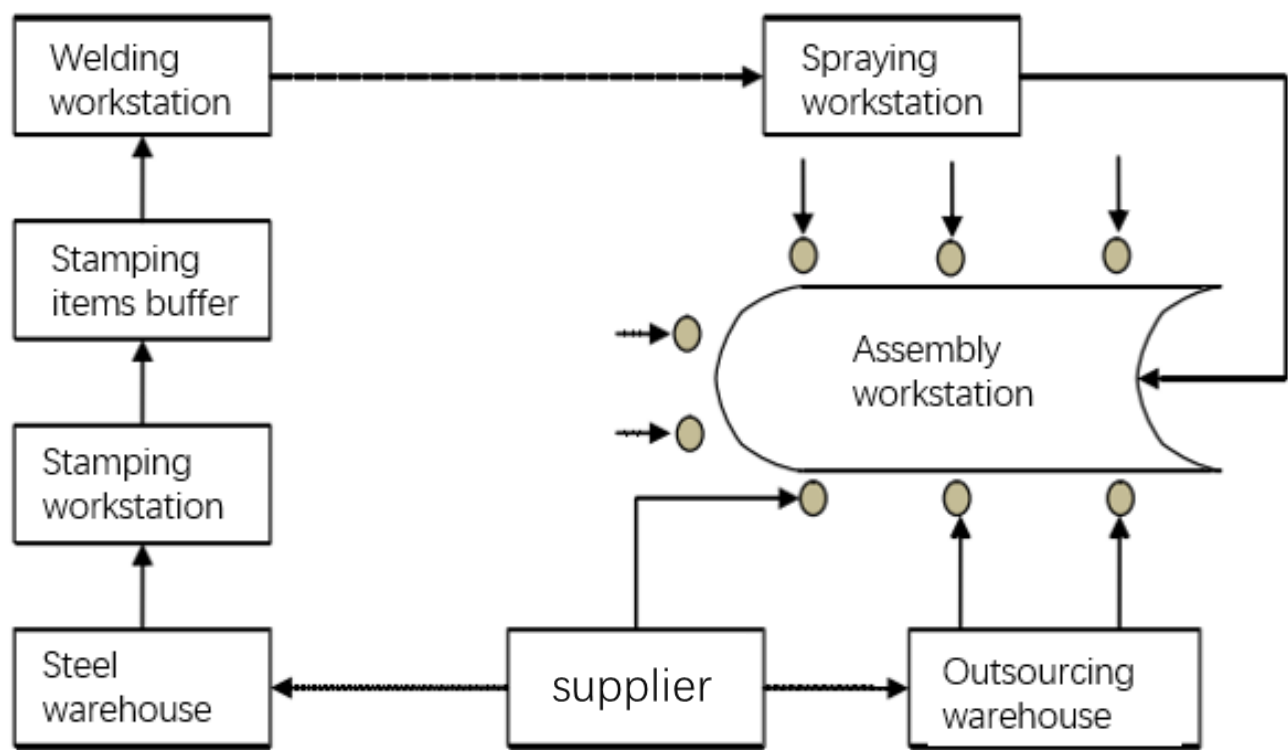 Welding
workstation
Spraying
workstation
Stamping
items buffer
Assembly
workstation
Stamping
workstation
Steel
warehouse
supplier
Outsourcing
warehouse